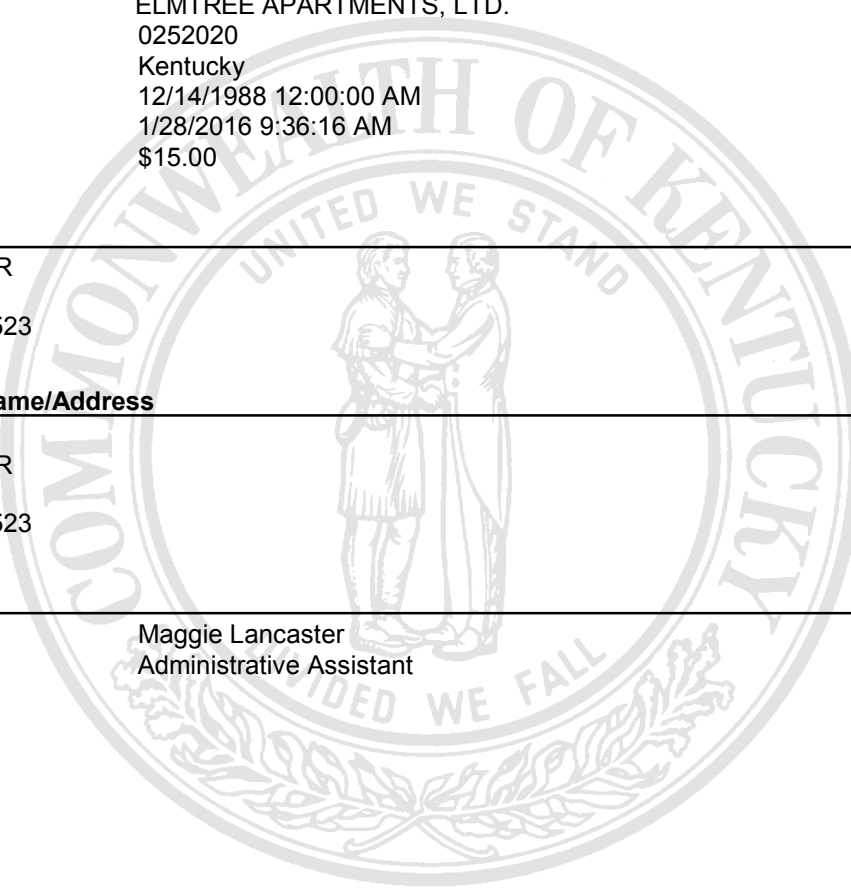 ELMTREE APARTMENTS, LTD.
0252020
Kentucky
12/14/1988 12:00:00 AM
1/28/2016 9:36:16 AM
$15.00
COMMONWEALTH OF KENTUCKY
UNITED WE STAND
R
523
ame/Address
R
523
Maggie Lancaster
Administrative Assistant
DIVIDED WE FALL